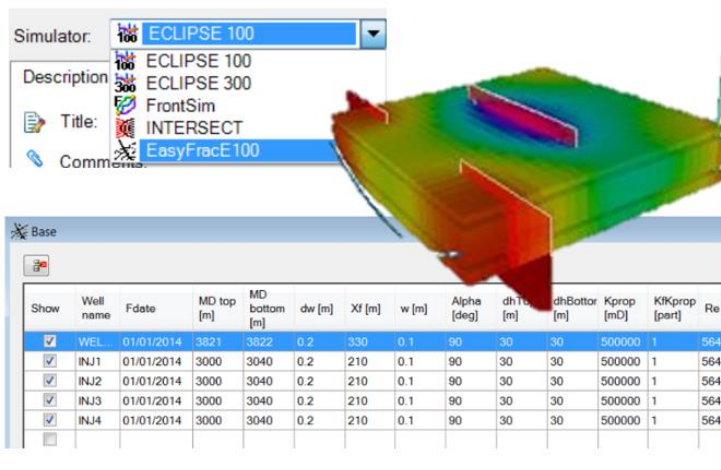 Simulator: ECLIPSE 100
ECLIPSE 100
ECLIPSE 300
FrontSim
INTERSECT
EasyFracE100
Description
Title:
Comments:
Base
Show Well name Fdate MD top [m] MD bottom [m] dw [m] Xf [m] w [m] Alpha [deg] [m] dhBottor [m] Kprop [mD] KfKprop [part] Re
WEL... 01/01/2014 3821 3822 0.2 330 0.1 90 30 30 500000 1 564
INJ1 01/01/2014 3000 3040 0.2 210 0.1 90 30 30 500000 1 564
INJ2 01/01/2014 3000 3040 0.2 210 0.1 90 30 30 500000 1 564
INJ3 01/01/2014 3000 3040 0.2 210 0.1 90 30 30 500000 1 564
INJ4 01/01/2014 3000 3040 0.2 210 0.1 90 30 30 500000 1 564